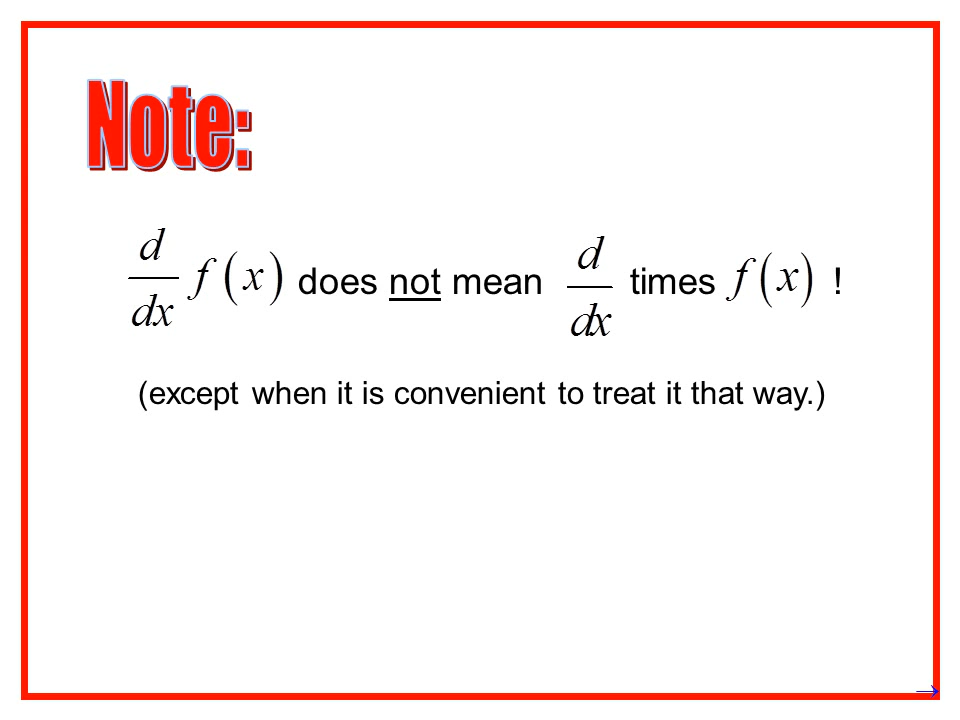 Note:
d/dx f(x) does not mean d/dx times f(x) !
(except when it is convenient to treat it that way.)
→